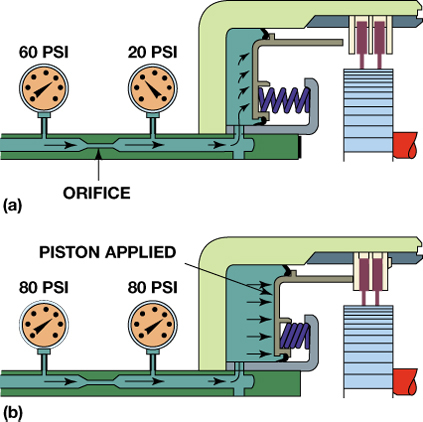 60 PSI 20 PSI
ORIFICE
(a)
PISTON APPLIED
80 PSI 80 PSI
(b)